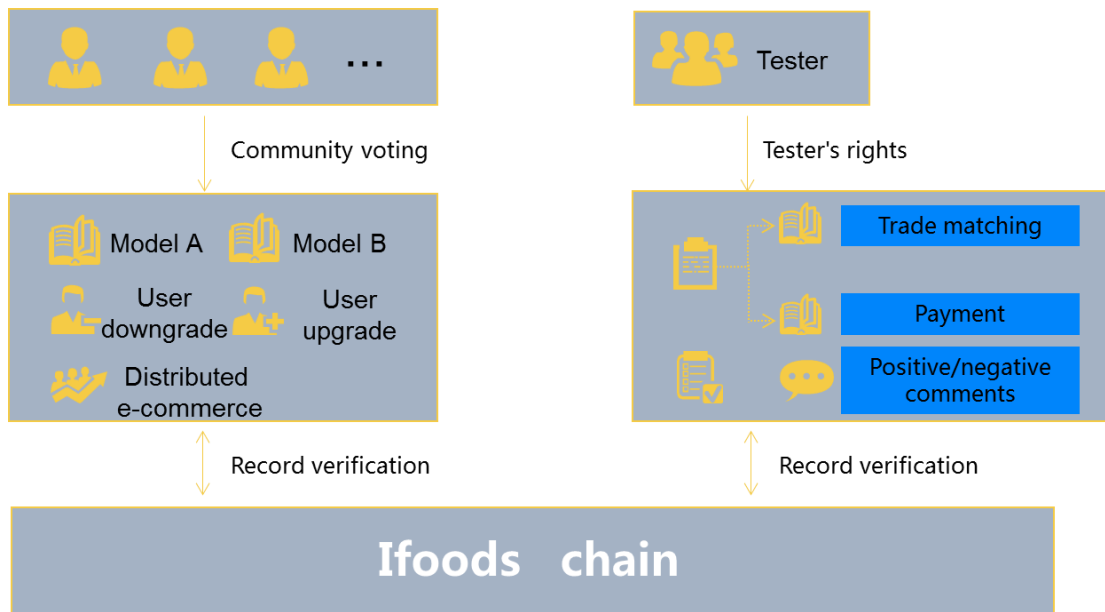 ...
Tester
Community voting
Tester's rights
Model A
Model B
User
downgrade
User
upgrade
Distributed
e-commerce
Trade matching
Payment
Positive/negative
comments
Record verification
Record verification
Ifoods chain